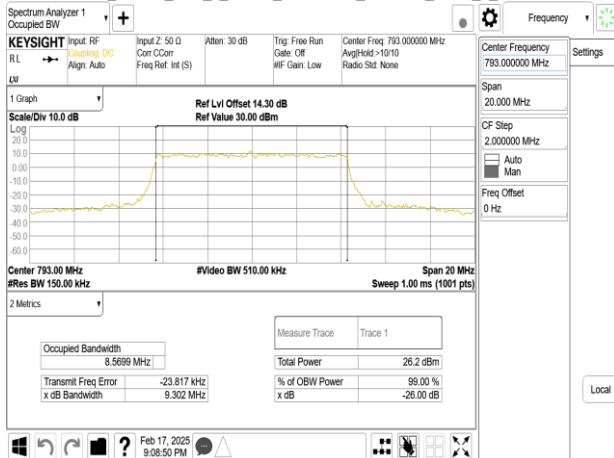 Spectrum Analyzer 1
Occupied BW
+
Frequency
KEYSIGHT Input: RF Input Z: 50 Ω Atten: 30 dB Trig: Free Run Center Freq: 793.000000 MHz
RL Coupling: DC Corr CCorr Gate: Off Avg|Hold:>10/10
Align: Auto Freq Ref: Int (S) #IF Gain: Low Radio Std: None
LXI
Center Frequency
793.000000 MHz
Settings
Span
20.000 MHz
CF Step
2.000000 MHz
Auto
Man
Freq Offset
0 Hz
Local
1 Graph
Scale/Div 10.0 dB
Ref Lvl Offset 14.30 dB
Ref Value 30.00 dBm
Log
20.0
10.0
0.00
-10.0
-20.0
-30.0
-40.0
-50.0
-60.0
Center 793.00 MHz #Video BW 510.00 kHz Span 20 MHz
#Res BW 150.00 kHz Sweep 1.00 ms (1001 pts)
2 Metrics
Measure Trace Trace 1
Occupied Bandwidth
8.5699 MHz
Total Power 26.2 dBm
Transmit Freq Error -23.817 kHz % of OBW Power 99.00 %
x dB Bandwidth 9.302 MHz x dB -26.00 dB
?
Feb 17, 2025
9:08:50 PM